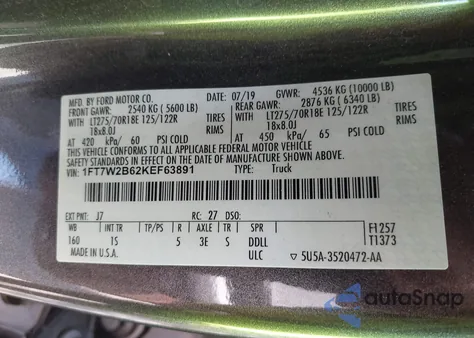 MFD. BY FORD MOTOR CO. DATE: 07/19 GVWR: 4536 KG (10000 LB)
FRONT GAWR: REAR GAWR:
2540 KG (5600 LB) 2876 KG (6340 LB)
WITH LT275/70R18E 125/122R TIRES WITH LT275/70R18E 125/122R TIRES
18x8.0J RIMS 18x8.0J RIMS
AT 420 kPa/ 60 PSI COLD AT 450 kPa/ 65 PSI COLD
THIS VEHICLE CONFORMS TO ALL APPLICABLE FEDERAL MOTOR VEHICLE
SAFETY STANDARDS IN EFFECT ON THE DATE OF MANUFACTURE SHOWN ABOVE.
VIN: 1FT7W2B62KEF63891 TYPE: Truck
EXT PNT: J7 RC: 27 DSO:
WB INT TR TP/PS R AXLE TR SPR F1257
160 1S 5 3E S DDLL T1373
MADE IN U.S.A. ULC 5U5A-3520472-AA
autoSnap